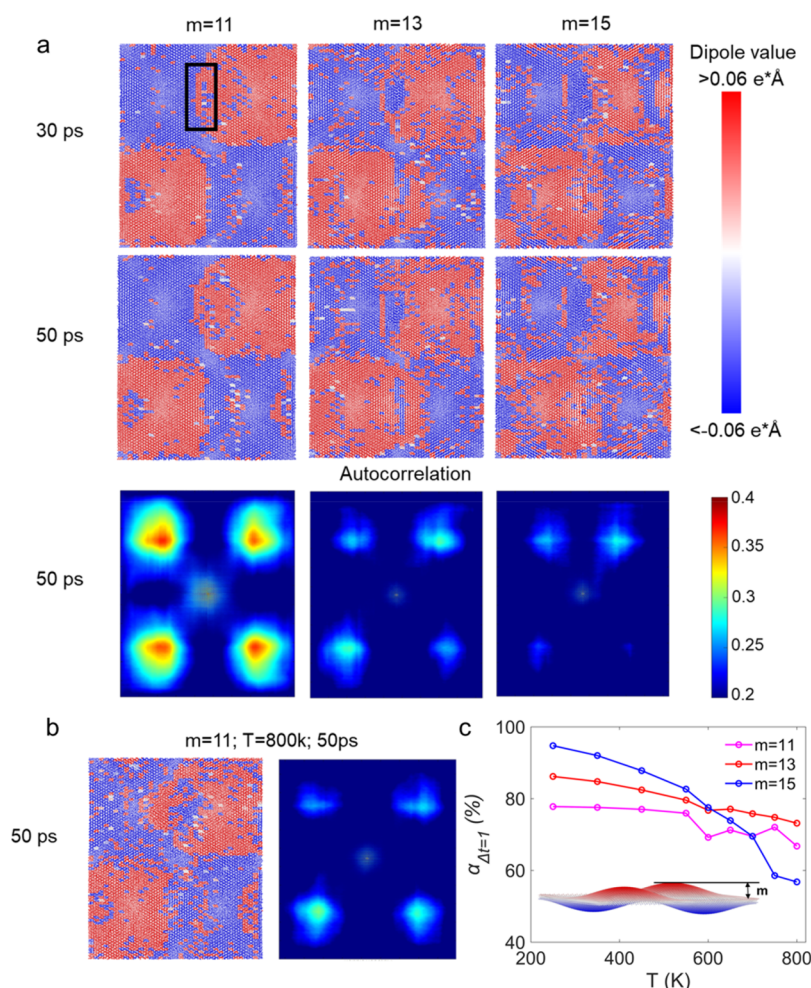 m=11 m=13 m=15
a
Dipole value
>0.06 e*Å
30 ps
50 ps
<-0.06 e*Å
Autocorrelation
50 ps
0.4
0.35
0.3
0.25
0.2
b
m=11; T=800k; 50ps
50 ps
c
100
80
60
40
α Δt=1 (%)
m=11
m=13
m=15
m
200 400 600 800
T (K)